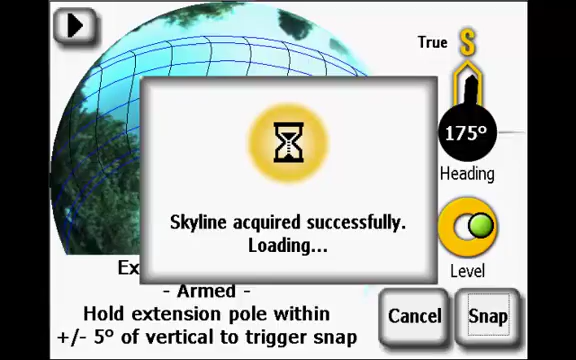 True S
175°
Heading
Skyline acquired successfully.
Loading...
Level
Ex
- Armed -
Hold extension pole within
+/- 5° of vertical to trigger snap
Cancel
Snap